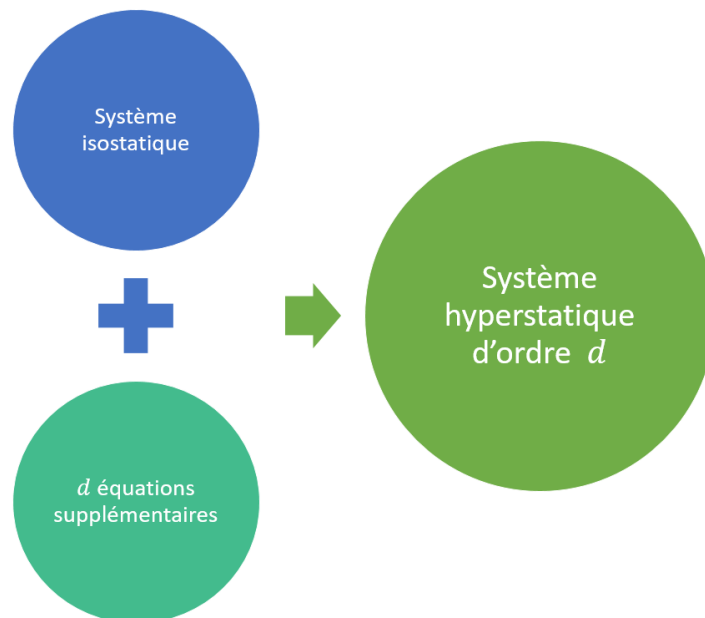 Système
isostatique
d équations
supplémentaires
Système
hyperstatique
d’ordre d